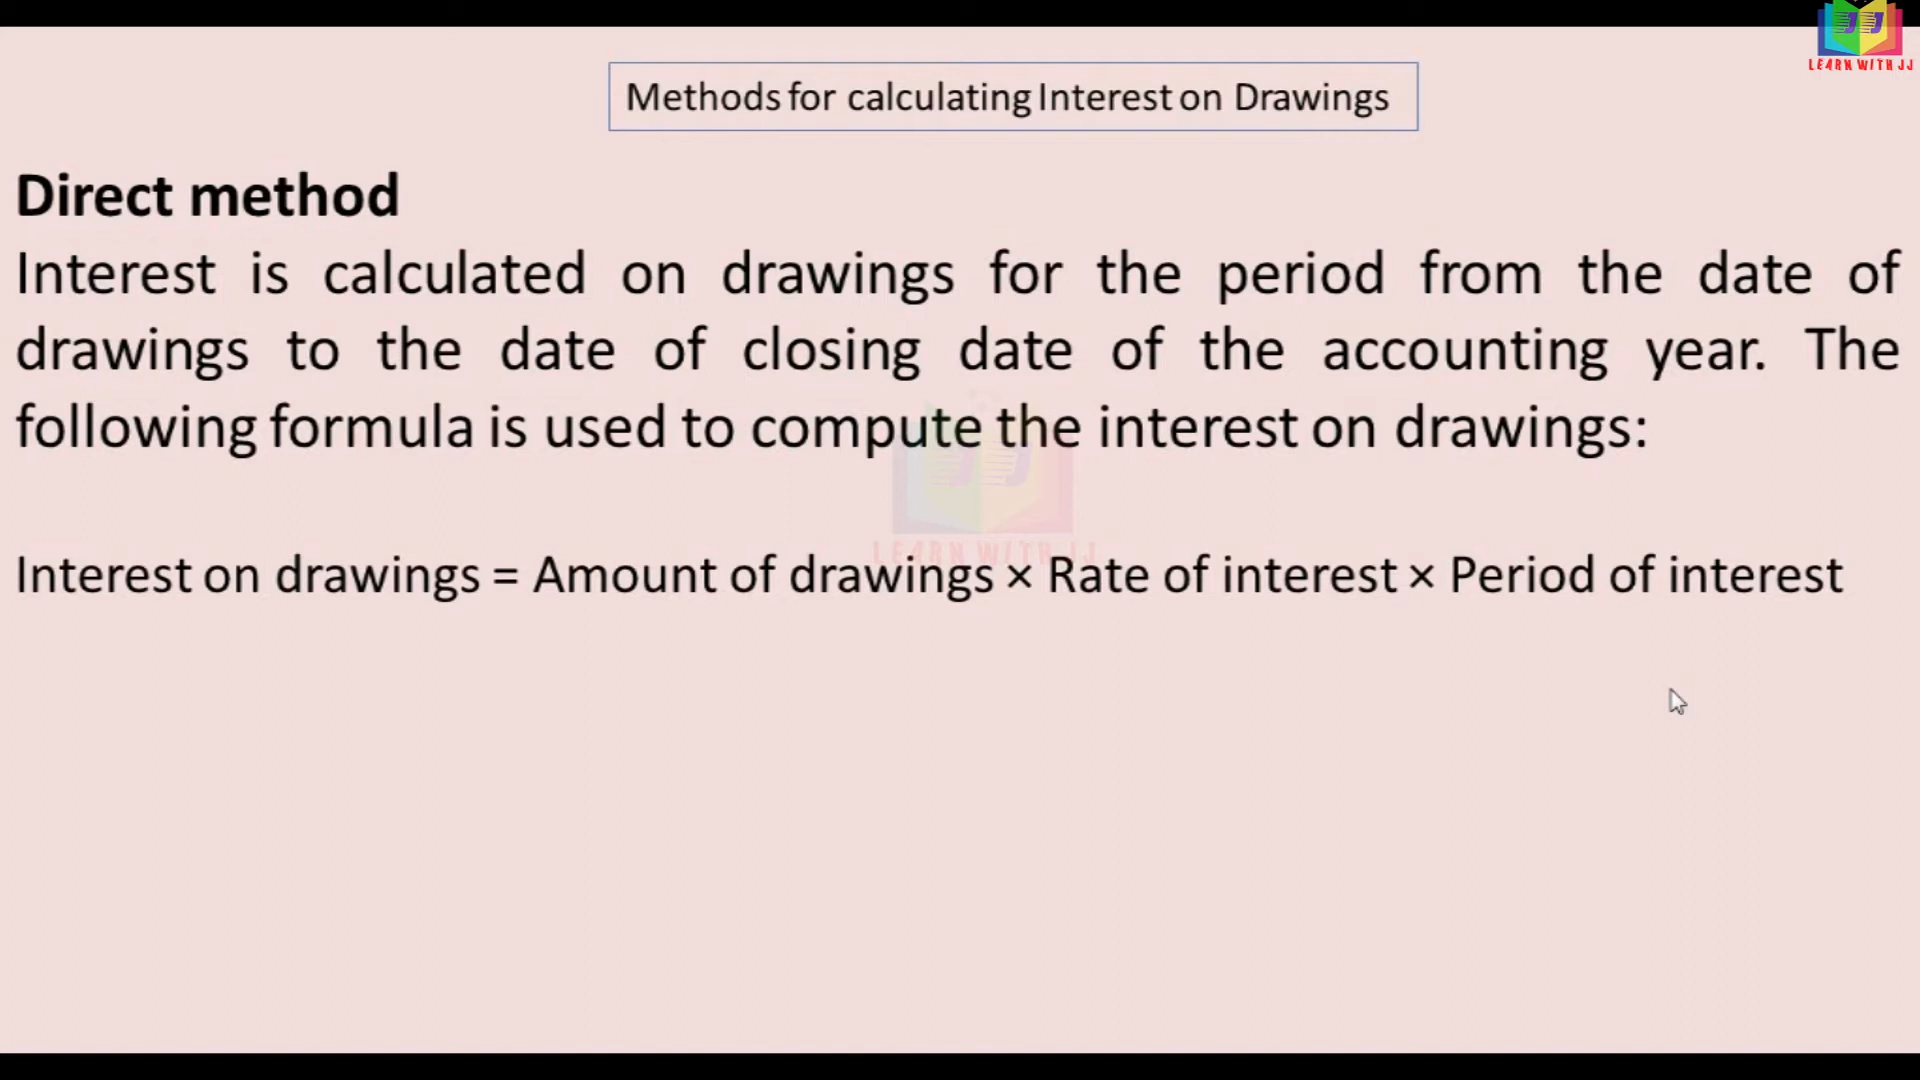 LEARN WITH JJ
Methods for calculating Interest on Drawings
Direct method
Interest is calculated on drawings for the period from the date of
drawings to the date of closing date of the accounting year. The
following formula is used to compute the interest on drawings:
LEARN WITH JJ
Interest on drawings = Amount of drawings × Rate of interest × Period of interest